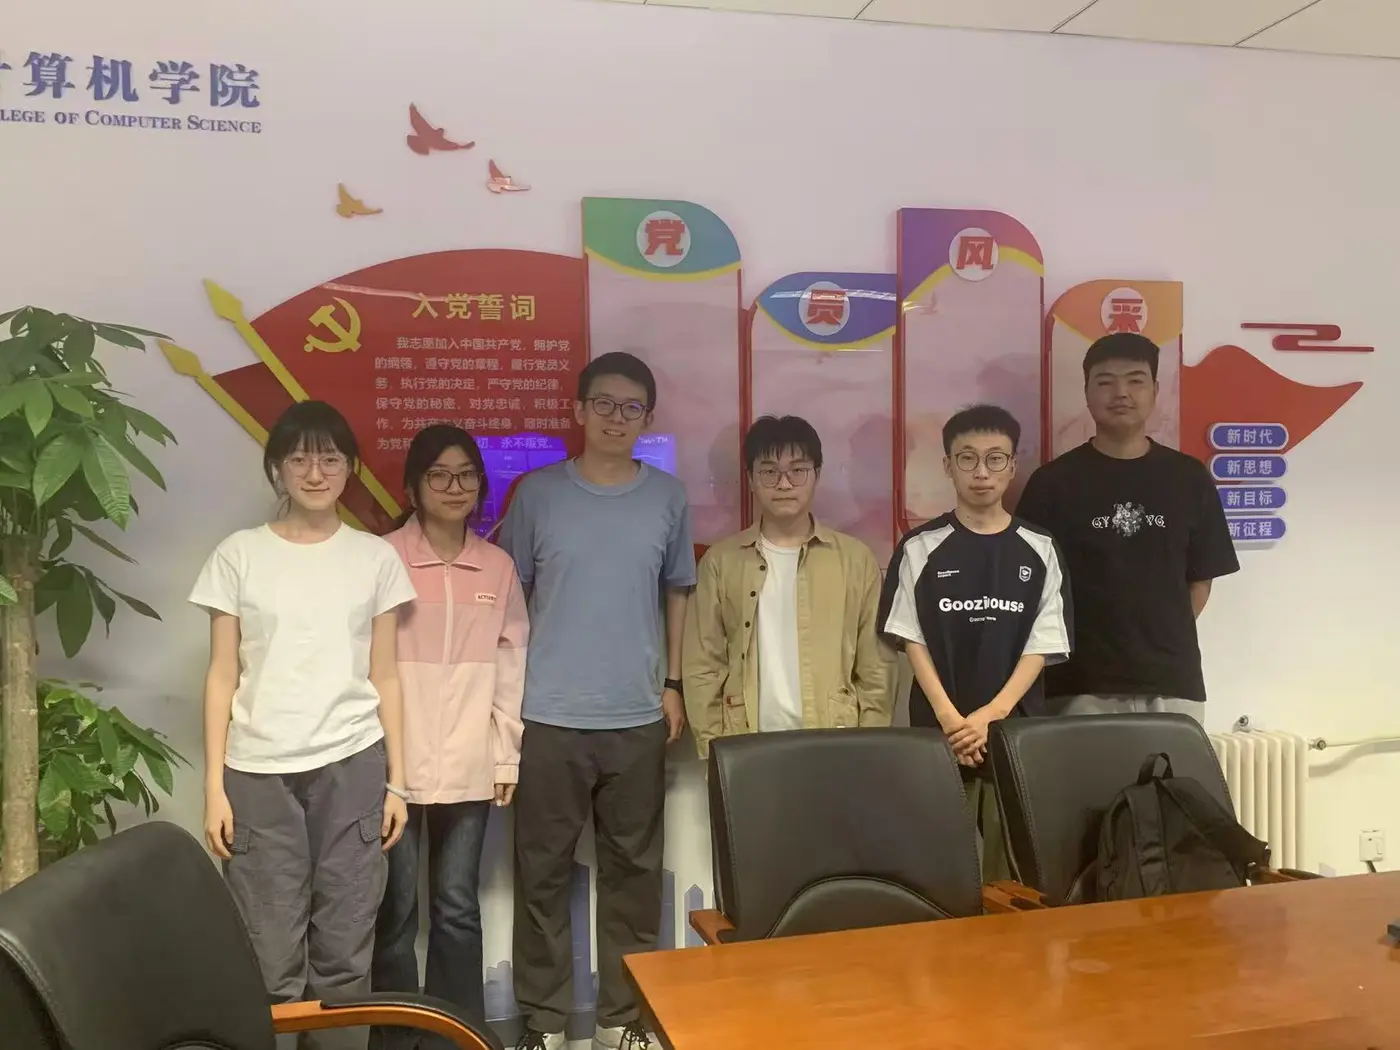 计算机学院
LLEGE OF COMPUTER SCIENCE
党
员
风
采
入党誓词
我志愿加入中国共产党，拥护党
的纲领，遵守党的章程，履行党员义
务，执行党的决定，严守党的纪律，
保守党的秘密，对党忠诚，积极工
作，为共产主义奋斗终身，随时准备
为党和
切，永不叛党。
新时代
新思想
新目标
新征程